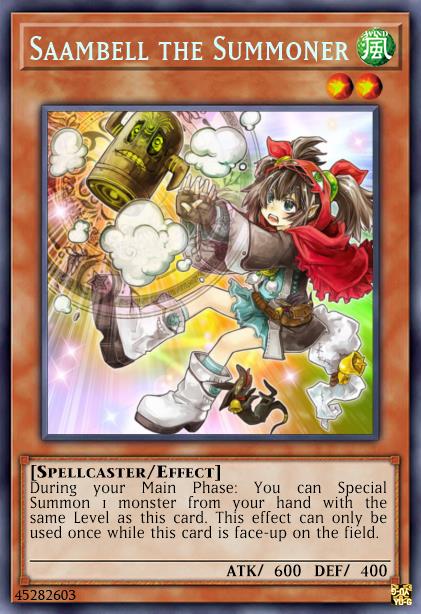 Saambell the Summoner
WIND
風
[Spellcaster/Effect]
During your Main Phase: You can Special
Summon 1 monster from your hand with the
same Level as this card. This effect can only be
used once while this card is face-up on the field.
ATK/ 600 DEF/ 400
45282603